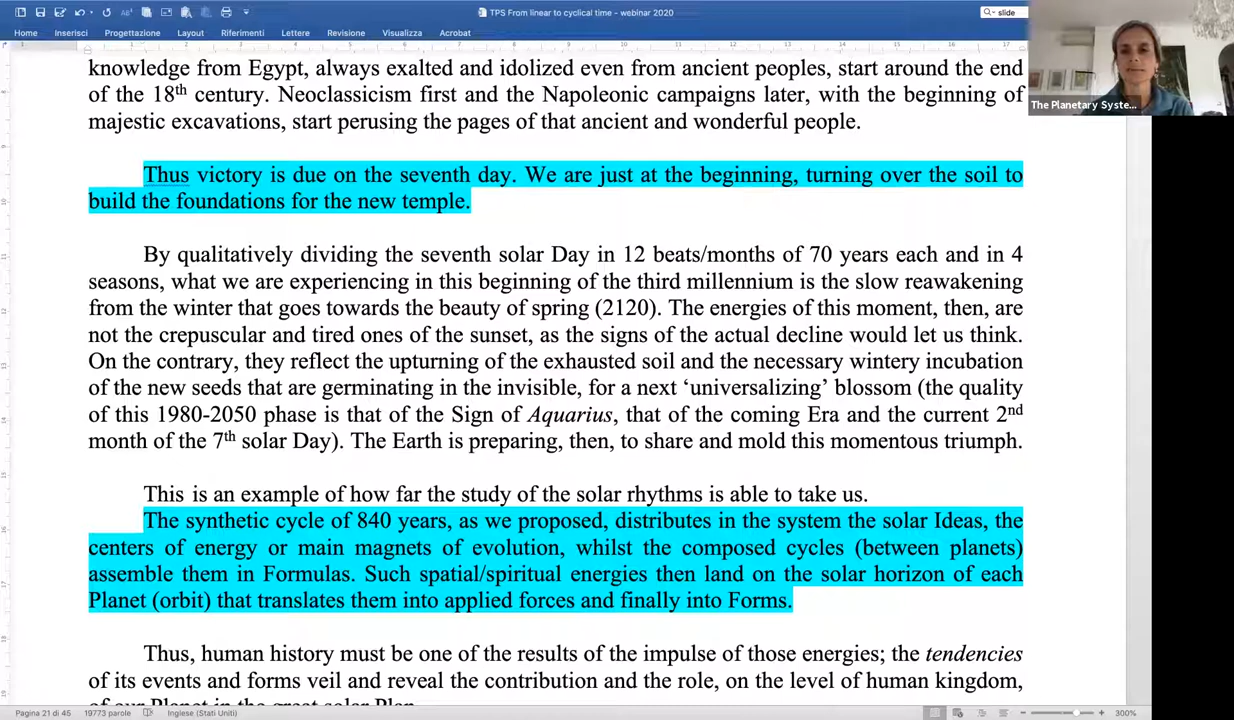 TPS From linear to cyclical time - webinar 2020
slide
Home Inserisci Progettazione Layout Riferimenti Lettere Revisione Visualizza Acrobat
The Planetary Syste...
knowledge from Egypt, always exalted and idolized even from ancient peoples, start around the end
of the 18th century. Neoclassicism first and the Napoleonic campaigns later, with the beginning of
majestic excavations, start perusing the pages of that ancient and wonderful people.
Thus victory is due on the seventh day. We are just at the beginning, turning over the soil to
build the foundations for the new temple.
By qualitatively dividing the seventh solar Day in 12 beats/months of 70 years each and in 4
seasons, what we are experiencing in this beginning of the third millennium is the slow reawakening
from the winter that goes towards the beauty of spring (2120). The energies of this moment, then, are
not the crepuscular and tired ones of the sunset, as the signs of the actual decline would let us think.
On the contrary, they reflect the upturning of the exhausted soil and the necessary wintery incubation
of the new seeds that are germinating in the invisible, for a next ‘universalizing’ blossom (the quality
of this 1980-2050 phase is that of the Sign of Aquarius, that of the coming Era and the current 2nd
month of the 7th solar Day). The Earth is preparing, then, to share and mold this momentous triumph.
This is an example of how far the study of the solar rhythms is able to take us.
The synthetic cycle of 840 years, as we proposed, distributes in the system the solar Ideas, the
centers of energy or main magnets of evolution, whilst the composed cycles (between planets)
assemble them in Formulas. Such spatial/spiritual energies then land on the solar horizon of each
Planet (orbit) that translates them into applied forces and finally into Forms.
Thus, human history must be one of the results of the impulse of those energies; the tendencies
of its events and forms veil and reveal the contribution and the role, on the level of human kingdom,
of our Planet in the great solar Plan
Pagina 21 di 45 19773 parole Inglese (Stati Uniti) 300%